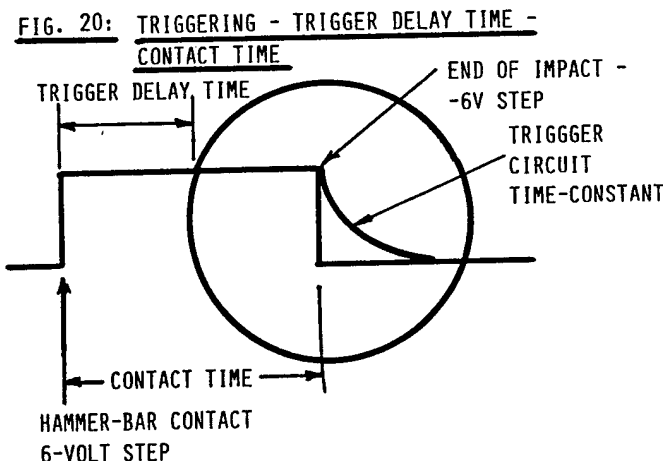 FIG. 20: TRIGGERING - TRIGGER DELAY TIME -
CONTACT TIME
TRIGGER DELAY TIME
END OF IMPACT -
-6V STEP
TRIGGGER
CIRCUIT
TIME-CONSTANT
CONTACT TIME
HAMMER-BAR CONTACT
6-VOLT STEP